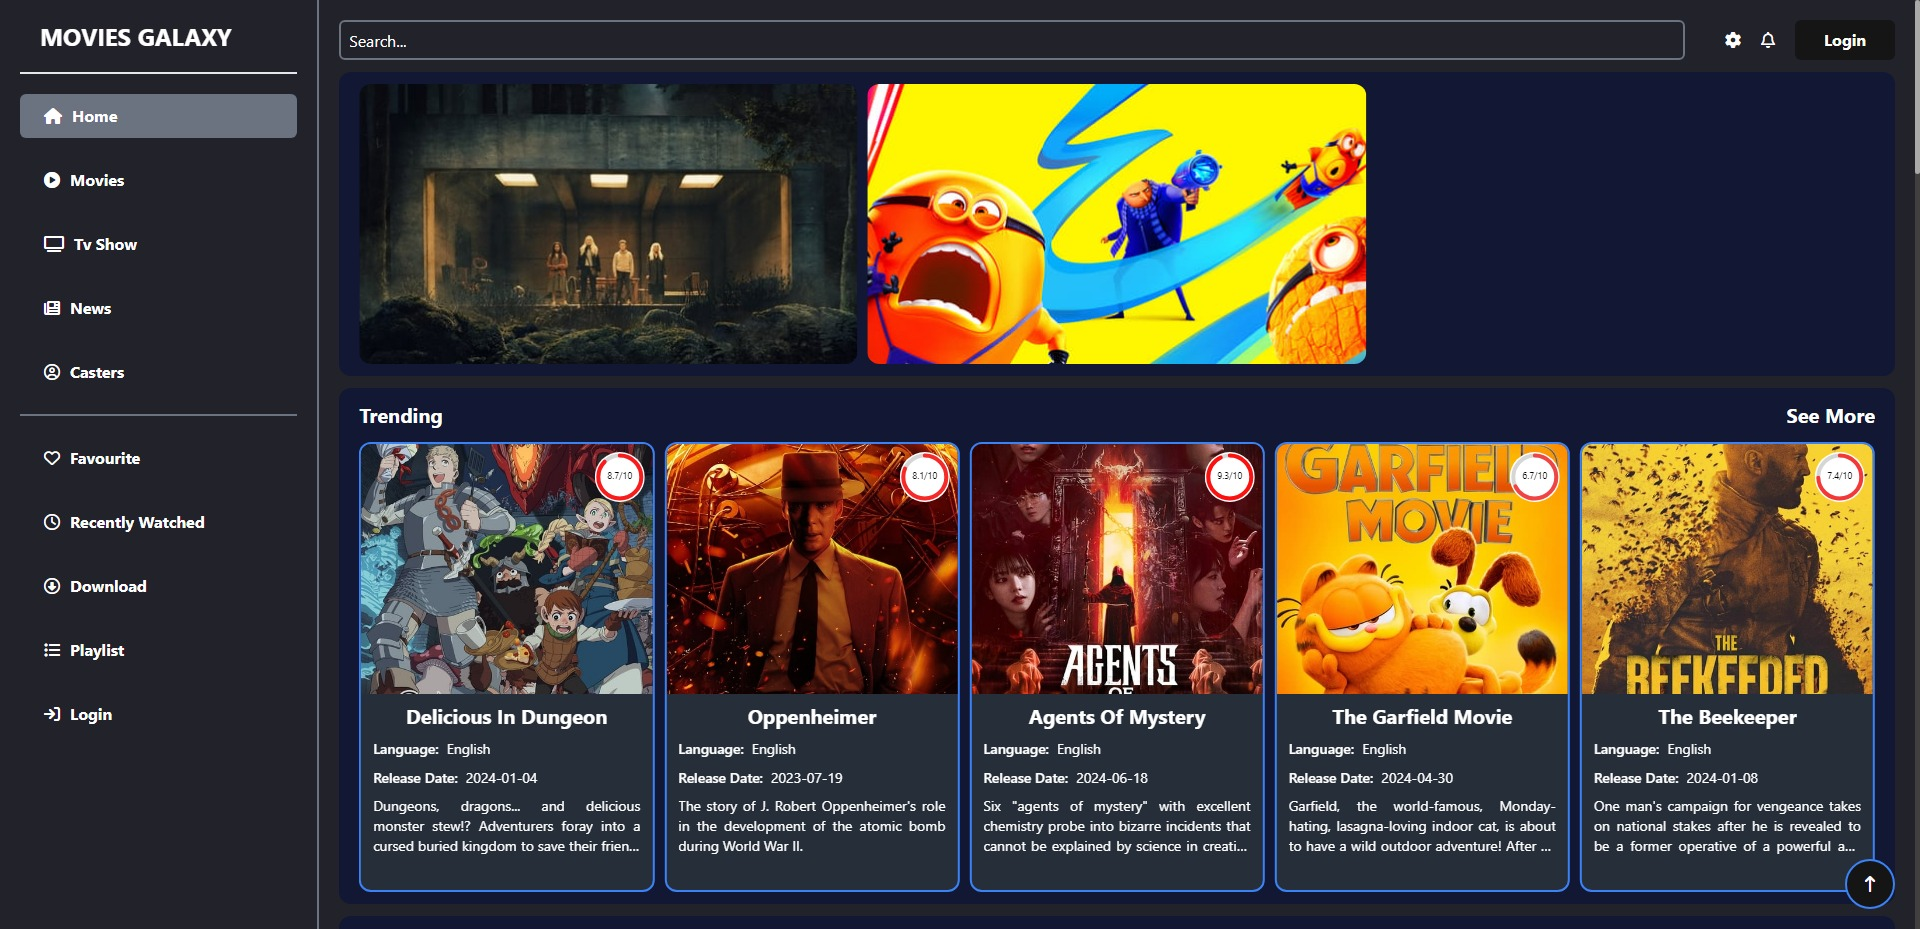 MOVIES GALAXY
Home
Movies
Tv Show
News
Casters
Favourite
Recently Watched
Download
Playlist
Login
Search...
Login
Trending
See More
8.7/10
Delicious In Dungeon
Language: English
Release Date: 2024-01-04
Dungeons, dragons... and delicious
monster stew!? Adventurers foray into a
cursed buried kingdom to save their frien...
8.1/10
Oppenheimer
Language: English
Release Date: 2023-07-19
The story of J. Robert Oppenheimer's role
in the development of the atomic bomb
during World War II.
9.3/10
AGENTS
OF
Agents Of Mystery
Language: English
Release Date: 2024-06-18
Six "agents of mystery" with excellent
chemistry probe into bizarre incidents that
cannot be explained by science in creati...
GARFIELD
6.7/10
MOVIE
The Garfield Movie
Language: English
Release Date: 2024-04-30
Garfield, the world-famous, Monday-
hating, lasagna-loving indoor cat, is about
to have a wild outdoor adventure! After ...
7.4/10
THE
BEEKEEPER
The Beekeeper
Language: English
Release Date: 2024-01-08
One man's campaign for vengeance takes
on national stakes after he is revealed to
be a former operative of a powerful a...